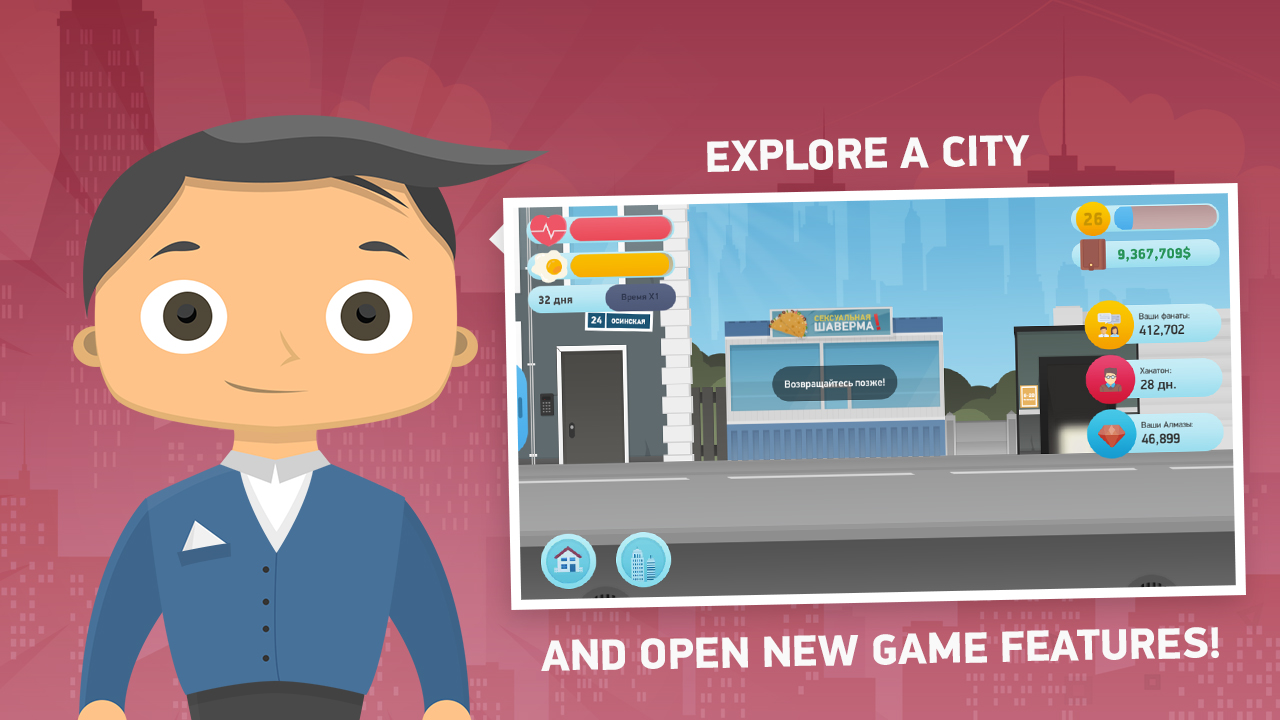 EXPLORE A CITY
26
9,367,709$
32 дня
Время X1
24 ОСИНСКАЯ
СЕКСУАЛЬНАЯ
ШАВЕРМА!
Возвращайтесь позже!
Ваши фанаты:
412,702
Хакатон:
28 дн.
Ваши Алмазы:
46,899
AND OPEN NEW GAME FEATURES!